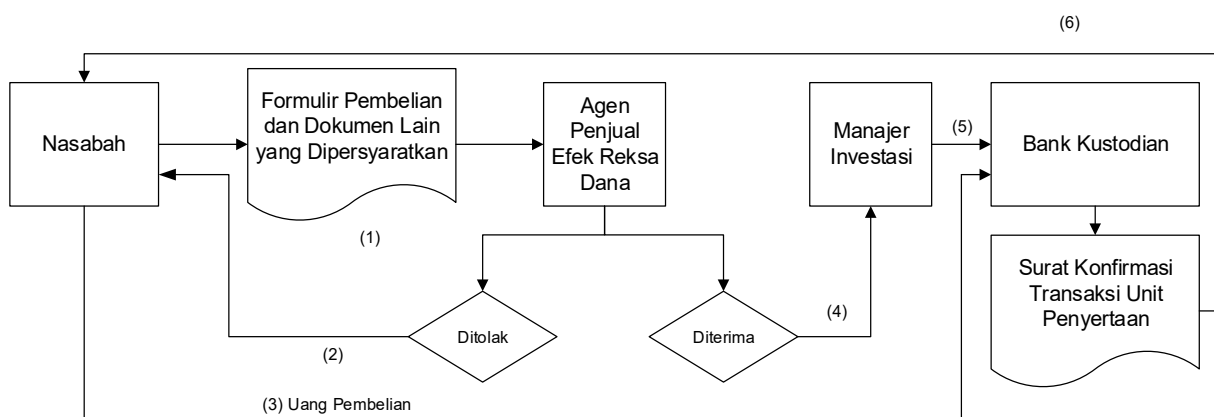 (6)
Nasabah
Formulir Pembelian
dan Dokumen Lain
yang Dipersyaratkan
Agen
Penjual
Efek Reksa
Dana
Manajer
Investasi
(5)
Bank Kustodian
(1)
Surat Konfirmasi
Transaksi Unit
Penyertaan
Ditolak
Diterima
(4)
(2)
(3) Uang Pembelian